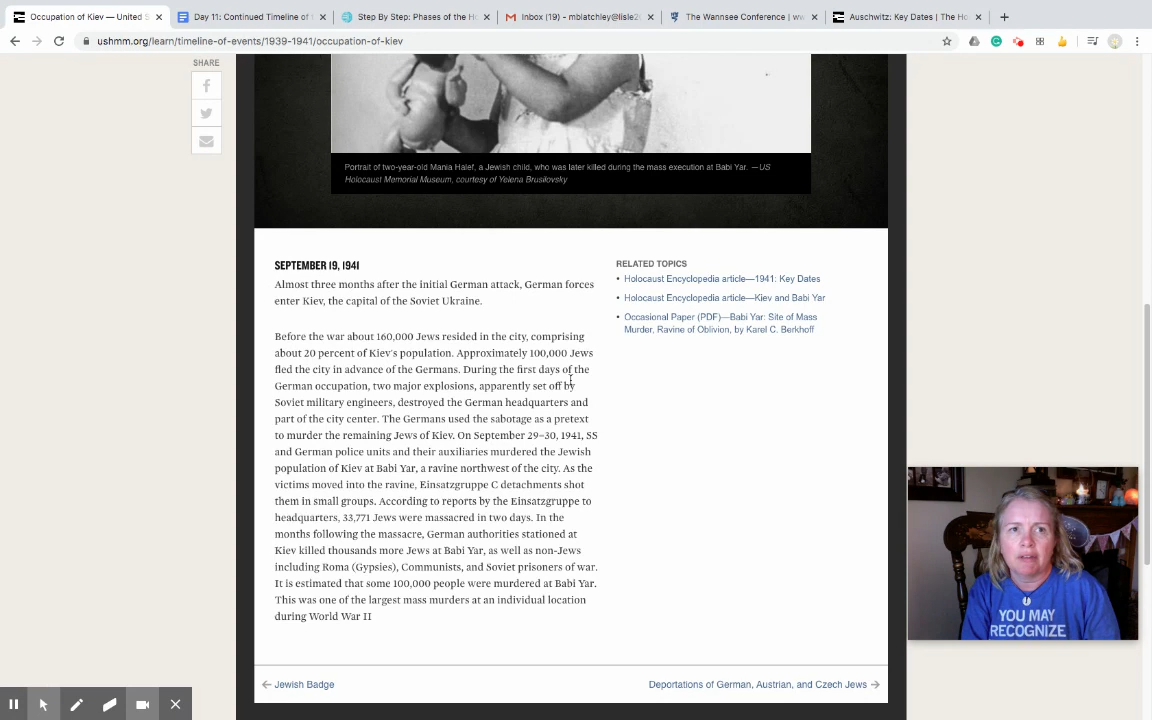 Occupation of Kiev — United S
Day 11: Continued Timeline of t
Step By Step: Phases of the Ho
Inbox (19) - mblatchley@lisle2
The Wannsee Conference | ww
Auschwitz: Key Dates | The Ho
ushmm.org/learn/timeline-of-events/1939-1941/occupation-of-kiev
SHARE
Portrait of two-year-old Mania Halef, a Jewish child, who was later killed during the mass execution at Babi Yar. —US
Holocaust Memorial Museum, courtesy of Yelena Brusilovsky
SEPTEMBER 19, 1941
Almost three months after the initial German attack, German forces
enter Kiev, the capital of the Soviet Ukraine.
Before the war about 160,000 Jews resided in the city, comprising
about 20 percent of Kiev's population. Approximately 100,000 Jews
fled the city in advance of the Germans. During the first days of the
German occupation, two major explosions, apparently set off by
Soviet military engineers, destroyed the German headquarters and
part of the city center. The Germans used the sabotage as a pretext
to murder the remaining Jews of Kiev. On September 29–30, 1941, SS
and German police units and their auxiliaries murdered the Jewish
population of Kiev at Babi Yar, a ravine northwest of the city. As the
victims moved into the ravine, Einsatzgruppe C detachments shot
them in small groups. According to reports by the Einsatzgruppe to
headquarters, 33,771 Jews were massacred in two days. In the
months following the massacre, German authorities stationed at
Kiev killed thousands more Jews at Babi Yar, as well as non-Jews
including Roma (Gypsies), Communists, and Soviet prisoners of war.
It is estimated that some 100,000 people were murdered at Babi Yar.
This was one of the largest mass murders at an individual location
during World War II
RELATED TOPICS
• Holocaust Encyclopedia article—1941: Key Dates
• Holocaust Encyclopedia article—Kiev and Babi Yar
• Occasional Paper (PDF)—Babi Yar: Site of Mass
Murder, Ravine of Oblivion, by Karel C. Berkhoff
YOU MAY
RECOGNIZE
← Jewish Badge
Deportations of German, Austrian, and Czech Jews →